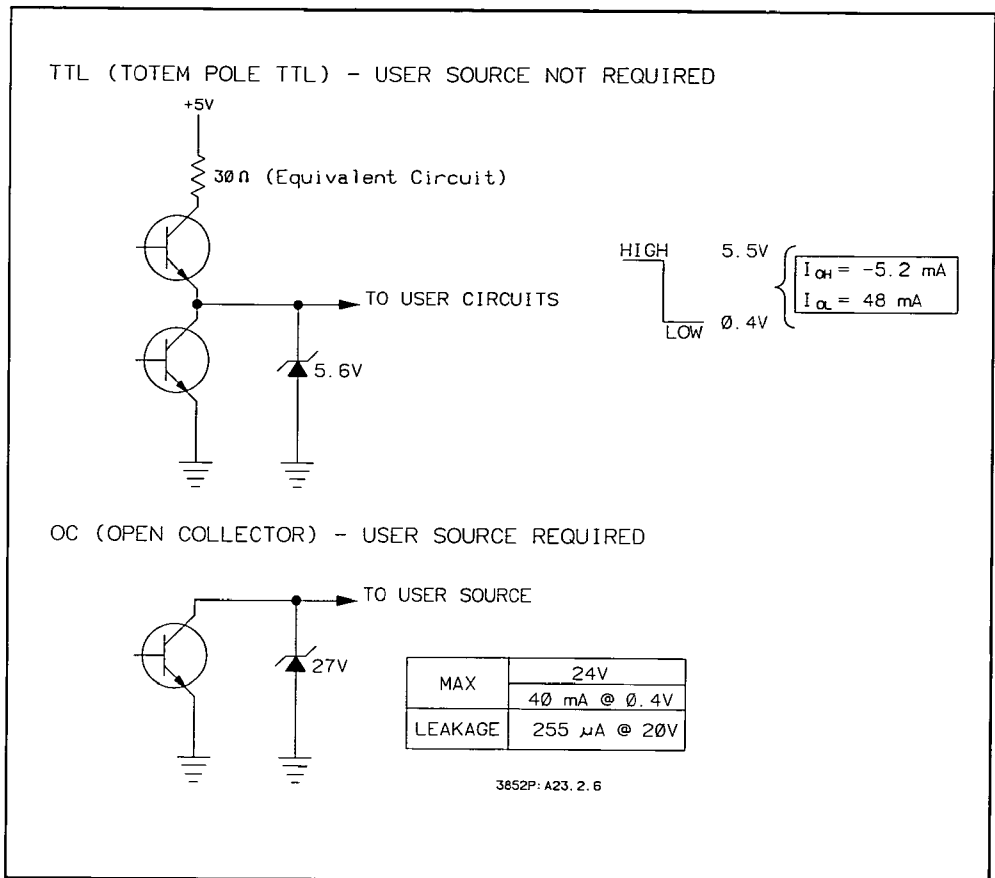 TTL (TOTEM POLE TTL) - USER SOURCE NOT REQUIRED
+5V
30Ω (Equivalent Circuit)
HIGH 5.5V
I OH = -5.2 mA
I OL = 48 mA
TO USER CIRCUITS
LOW 0.4V
5.6V
OC (OPEN COLLECTOR) - USER SOURCE REQUIRED
TO USER SOURCE
27V
MAX 24V
40 mA @ 0.4V
LEAKAGE 255 μA @ 20V
3852P: A23.2.6